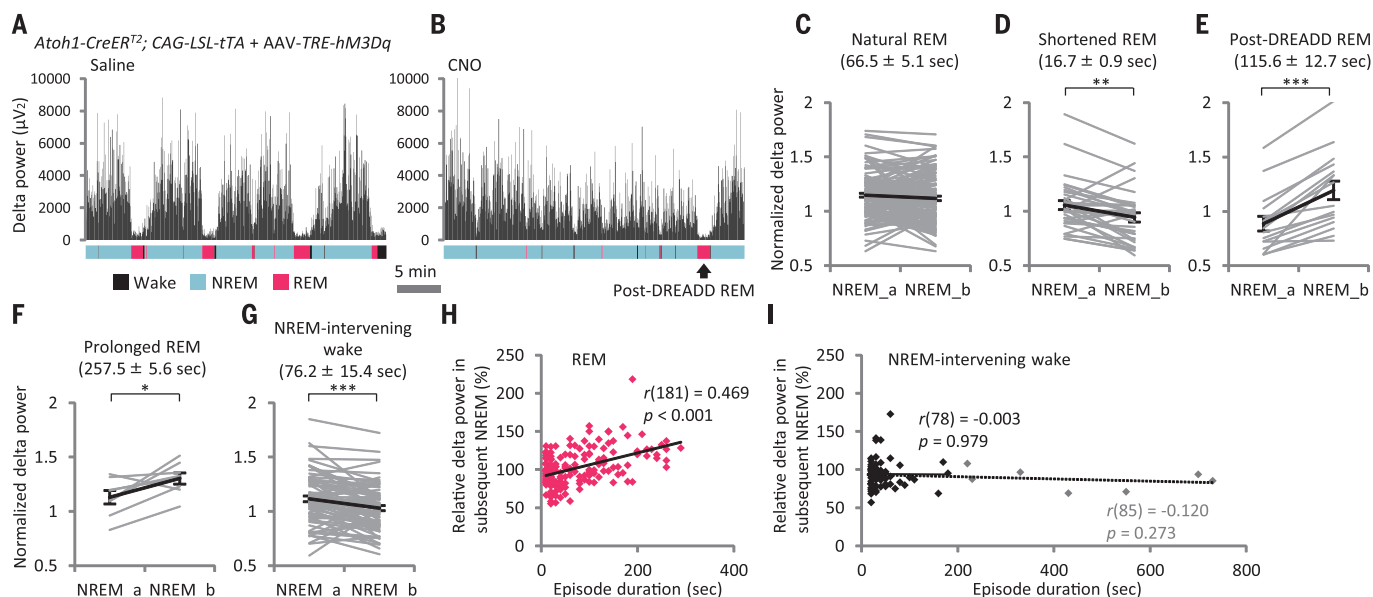 A
B
Atoh1-CreERT2; CAG-LSL-tTA + AAV-TRE-hM3Dq
Saline
CNO
Delta power (μV2)
10000
8000
6000
4000
2000
0
10000
8000
6000
4000
2000
0
Wake
NREM
REM
5 min
Post-DREADD REM
C
Natural REM
(66.5 ± 5.1 sec)
Normalized delta power
2
1.5
1
0.5
NREM_a NREM_b
D
Shortened REM
(16.7 ± 0.9 sec)
**
2
1.5
1
0.5
NREM_a NREM_b
E
Post-DREADD REM
(115.6 ± 12.7 sec)
***
2
1.5
1
0.5
NREM_a NREM_b
F
Prolonged REM
(257.5 ± 5.6 sec)
*
Normalized delta power
2
1.5
1
0.5
NREM a NREM b
G
NREM-intervening
wake
(76.2 ± 15.4 sec)
***
2
1.5
1
0.5
NREM a NREM b
H
REM
r(181) = 0.469
p < 0.001
Relative delta power in
subsequent NREM (%)
250
200
150
100
50
0
0 200 400
Episode duration (sec)
I
NREM-intervening wake
r(78) = -0.003
p = 0.979
r(85) = -0.120
p = 0.273
Relative delta power in
subsequent NREM (%)
250
200
150
100
50
0
0 200 400 600 800
Episode duration (sec)